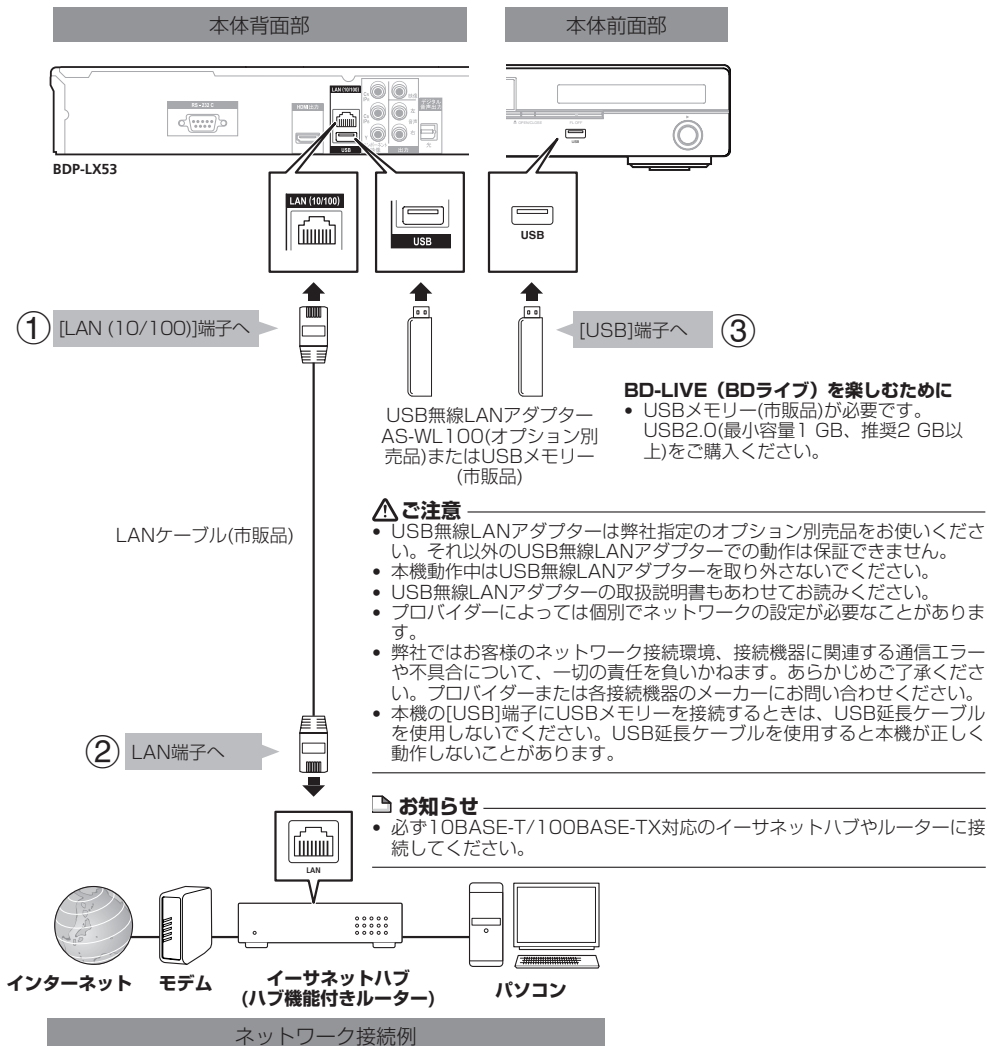 本体背面部
本体前面部
RS-232 C
HDMI出力
LAN (10/100)
USB
デジタル
音声出力
光
OPEN/CLOSE
FL OFF
USB
BDP-LX53
LAN (10/100)
USB
USB
① [LAN (10/100)]端子へ
[USB]端子へ ③
USB無線LANアダプター
AS-WL100(オプション別
売品)またはUSBメモリー
(市販品)
BD-LIVE（BDライブ）を楽しむために
• USBメモリー(市販品)が必要です。
USB2.0(最小容量1 GB、推奨2 GB以
上)をご購入ください。
LANケーブル(市販品)
ご注意
• USB無線LANアダプターは弊社指定のオプション別売品をお使いくださ
い。それ以外のUSB無線LANアダプターでの動作は保証できません。
• 本機動作中はUSB無線LANアダプターを取り外さないでください。
• USB無線LANアダプターの取扱説明書もあわせてお読みください。
• プロバイダーによっては個別でネットワークの設定が必要なことがありま
す。
• 弊社ではお客様のネットワーク接続環境、接続機器に関連する通信エラー
や不具合について、一切の責任を負いかねます。あらかじめご了承くださ
い。プロバイダーまたは各接続機器のメーカーにお問い合わせください。
• 本機の[USB]端子にUSBメモリーを接続するときは、USB延長ケーブル
を使用しないでください。USB延長ケーブルを使用すると本機が正しく
動作しないことがあります。
② LAN端子へ
お知らせ
• 必ず10BASE-T/100BASE-TX対応のイーサネットハブやルーターに接
続してください。
LAN
インターネット
モデム
イーサネットハブ
(ハブ機能付きルーター)
パソコン
ネットワーク接続例